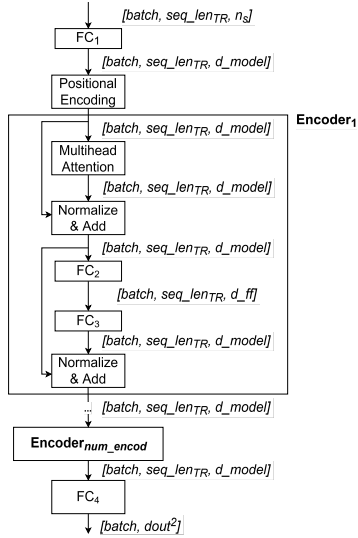 [batch, seq_lenTR, ns]
FC1
[batch, seq_lenTR, d_model]
Positional
Encoding
Encoder1
[batch, seq_lenTR, d_model]
Multihead
Attention
[batch, seq_lenTR, d_model]
Normalize
& Add
[batch, seq_lenTR, d_model]
FC2
[batch, seq_lenTR, d_ff]
FC3
[batch, seq_lenTR, d_model]
Normalize
& Add
... [batch, seq_lenTR, d_model]
Encodernum_encod
[batch, seq_lenTR, d_model]
FC4
[batch, dout²]